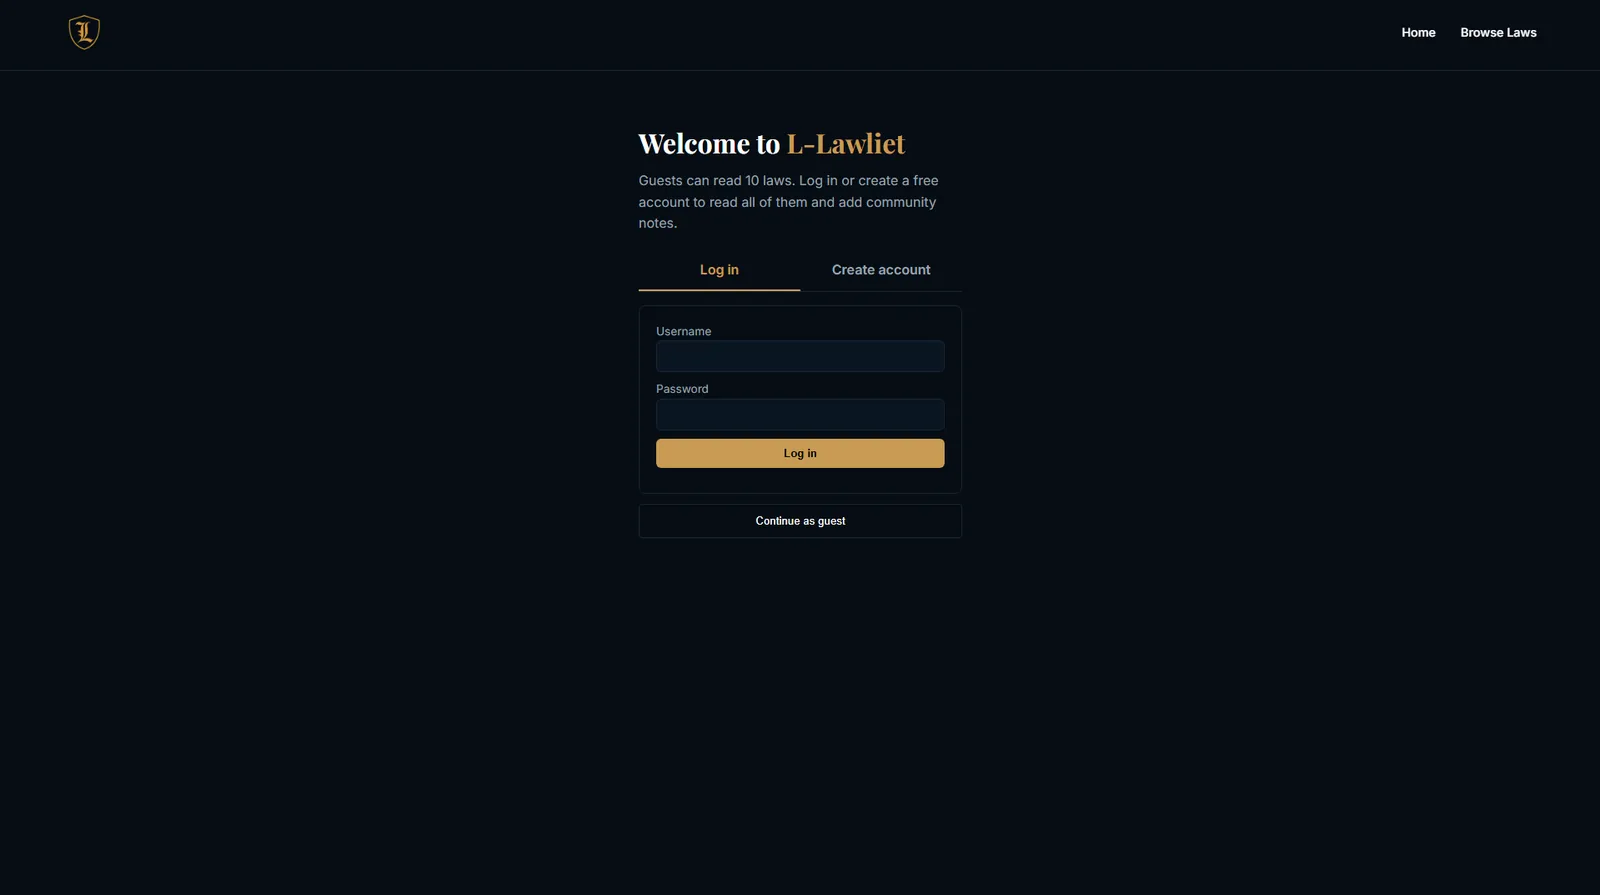 L
Home
Browse Laws
Welcome to L-Lawliet
Guests can read 10 laws. Log in or create a free
account to read all of them and add community
notes.
Log in
Create account
Username
Password
Log in
Continue as guest